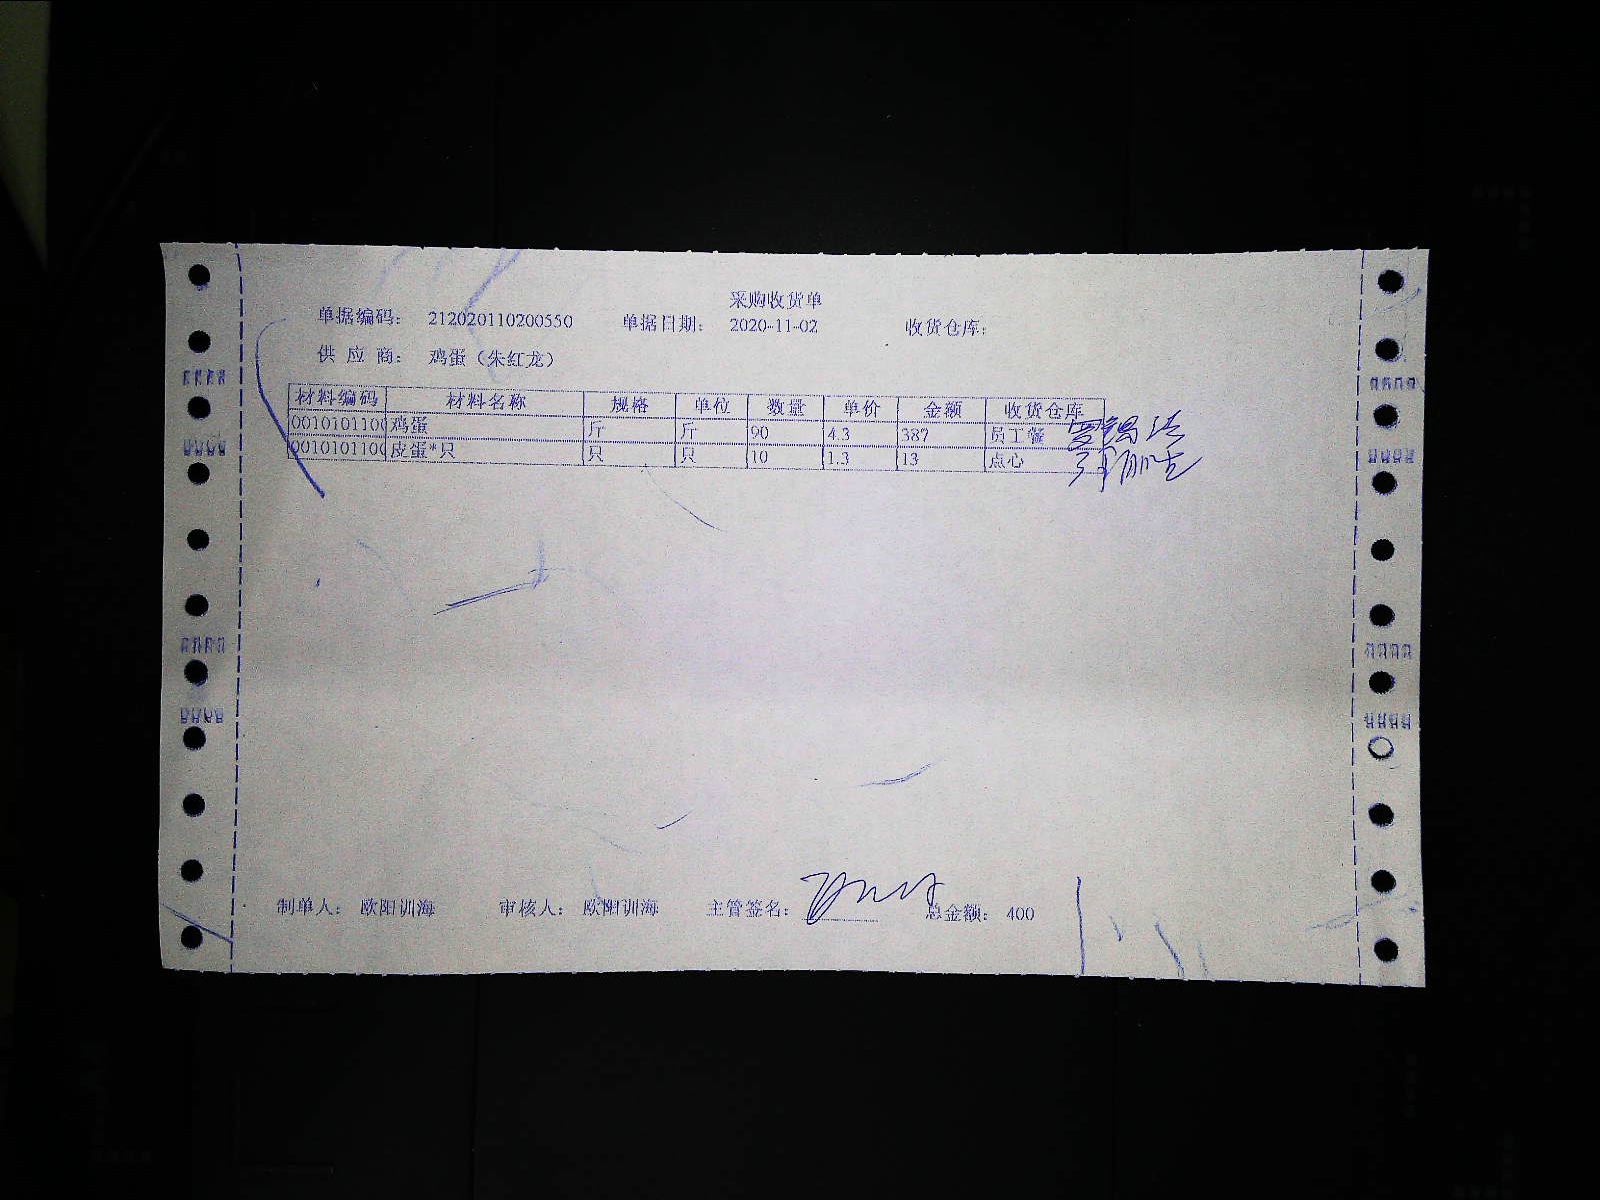 采购收货单
单据编码： 212020110200550 单据日期： 2020-11-02 收货仓库：
供 应 商： 鸡蛋（朱红龙）
材料编码 材料名称 规格 单位 数量 单价 金额 收货仓库
0010101100 鸡蛋 斤 斤 90 4.3 387 员工餐
0010101100 皮蛋*只 只 只 10 1.3 13 点心
制单人： 欧阳训海 审核人： 欧阳训海 主管签名： 总金额： 400